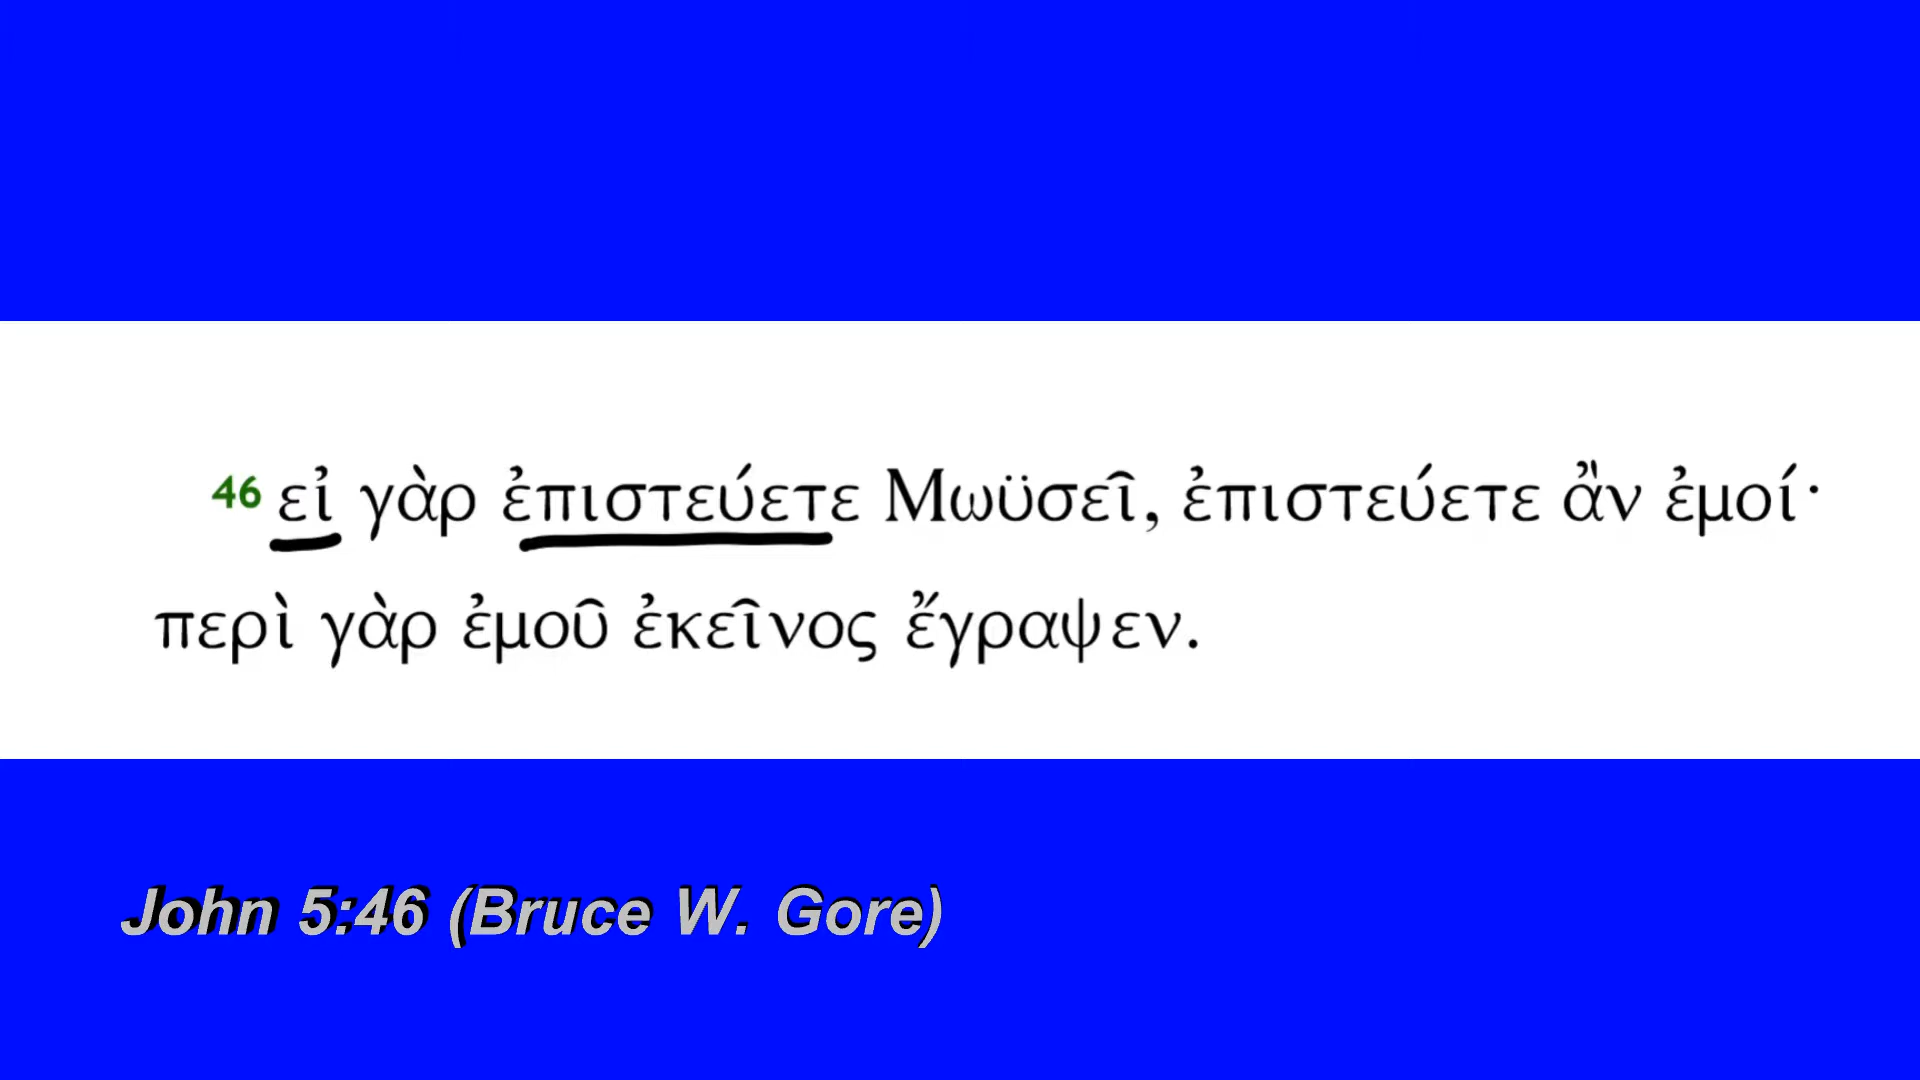 46 εἰ γὰρ ἐπιστεύετε Μωϋσεῖ, ἐπιστεύετε ἂν ἐμοί·
περὶ γὰρ ἐμοῦ ἐκεῖνος ἔγραψεν.
John 5:46 (Bruce W. Gore)